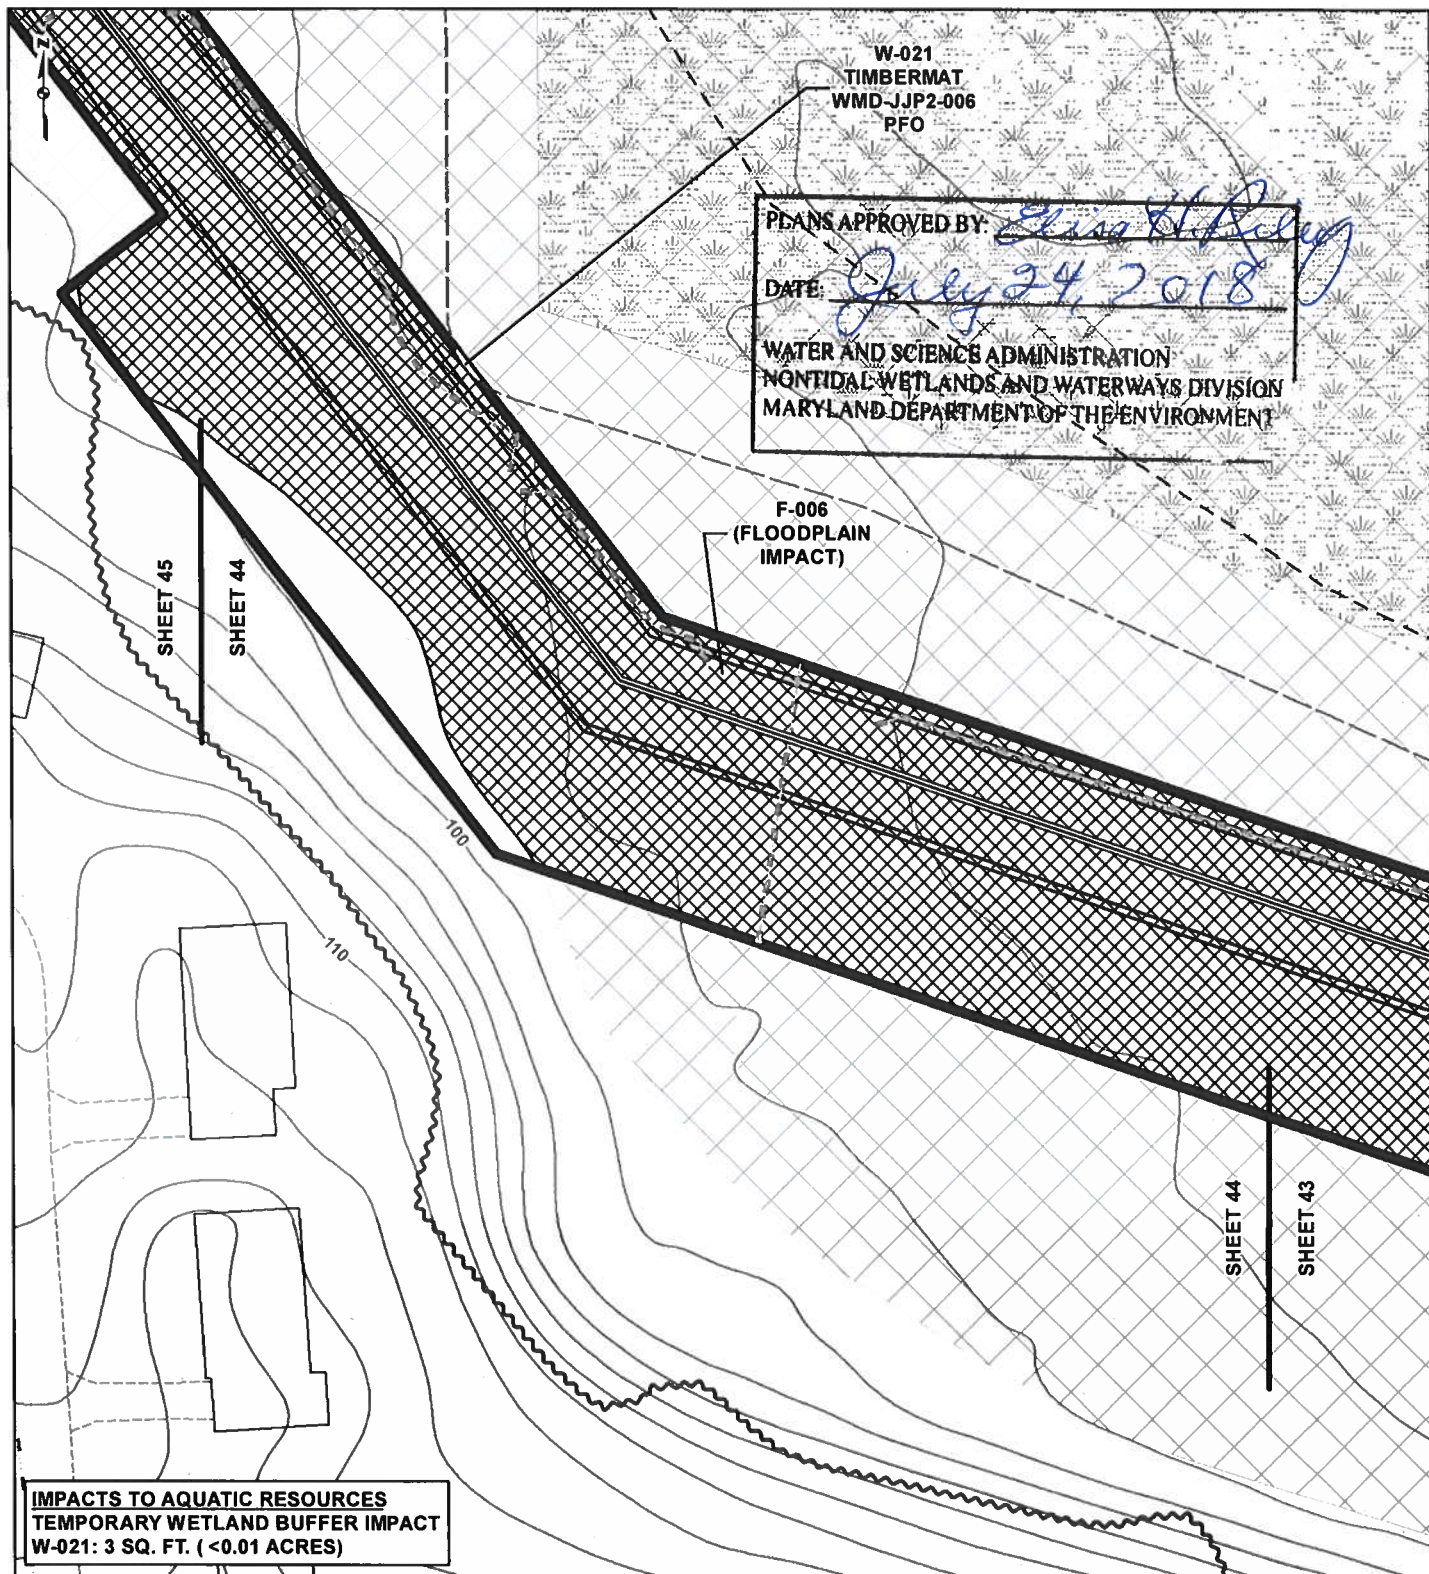 Z
W-021
TIMBERMAT
WMD-JJP2-006
PFO
PLANS APPROVED BY: Elisa H. Riley
DATE: July 24, 2018
WATER AND SCIENCE ADMINISTRATION
NONTIDAL WETLANDS AND WATERWAYS DIVISION
MARYLAND DEPARTMENT OF THE ENVIRONMENT
F-006
(FLOODPLAIN
IMPACT)
SHEET 45
SHEET 44
100
110
SHEET 44
SHEET 43
IMPACTS TO AQUATIC RESOURCES
TEMPORARY WETLAND BUFFER IMPACT
W-021: 3 SQ. FT. ( <0.01 ACRES)